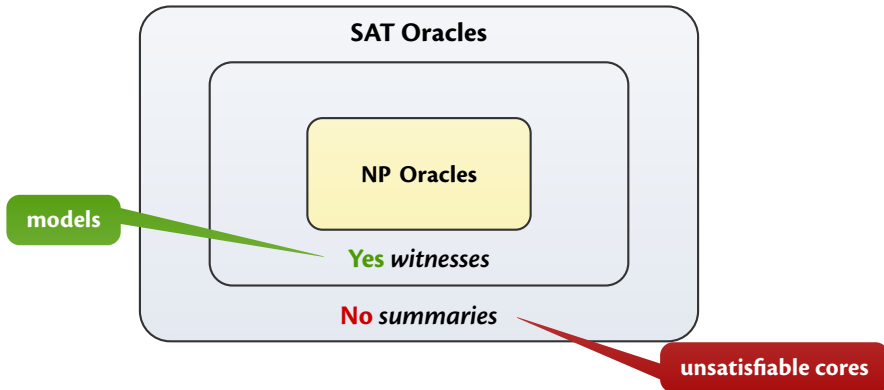 SAT Oracles
NP Oracles
models
Yes witnesses
No summaries
unsatisfiable cores